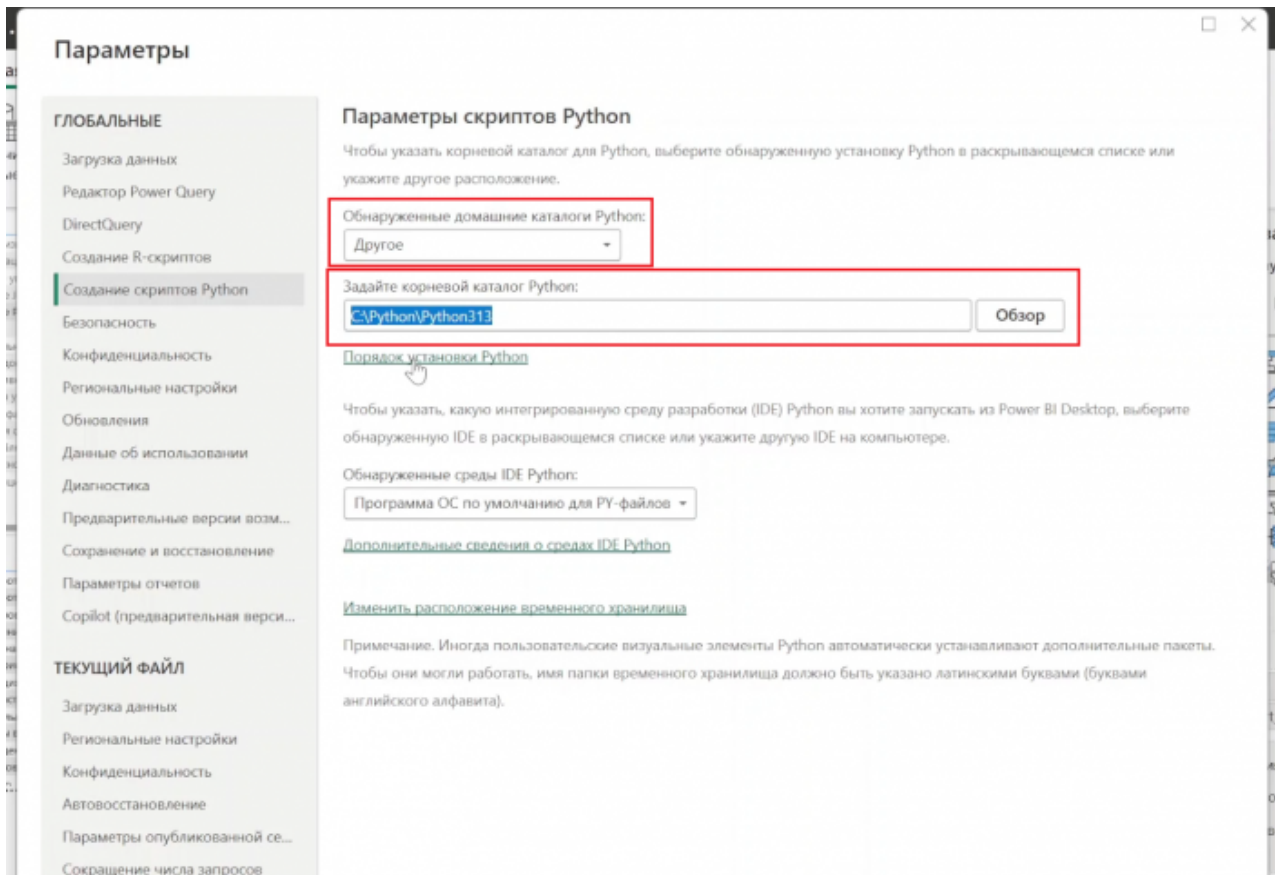 Параметры
ГЛОБАЛЬНЫЕ
Загрузка данных
Редактор Power Query
DirectQuery
Создание R-скриптов
Создание скриптов Python
Безопасность
Конфиденциальность
Региональные настройки
Обновления
Данные об использовании
Диагностика
Предварительные версии возм...
Сохранение и восстановление
Параметры отчетов
Copilot (предварительная верси...
ТЕКУЩИЙ ФАЙЛ
Загрузка данных
Региональные настройки
Конфиденциальность
Автовосстановление
Параметры опубликованной се...
Сокращение числа запросов
Параметры скриптов Python
Чтобы указать корневой каталог для Python, выберите обнаруженную установку Python в раскрывающемся списке или
укажите другое расположение.
Обнаруженные домашние каталоги Python:
Другое
Задайте корневой каталог Python:
C:\Python\Python313
Обзор
Порядок установки Python
Чтобы указать, какую интегрированную среду разработки (IDE) Python вы хотите запускать из Power BI Desktop, выберите
обнаруженную IDE в раскрывающемся списке или укажите другую IDE на компьютере.
Обнаруженные среды IDE Python:
Программа ОС по умолчанию для PY-файлов
Дополнительные сведения о средах IDE Python
Изменить расположение временного хранилища
Примечание. Иногда пользовательские визуальные элементы Python автоматически устанавливают дополнительные пакеты.
Чтобы они могли работать, имя папки временного хранилища должно быть указано латинскими буквами (буквами
английского алфавита).